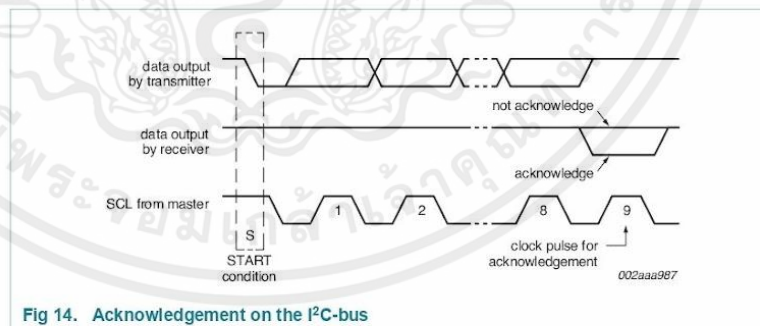 data output
by transmitter
not acknowledge
data output
by receiver
acknowledge
SCL from master
1
2
8
9
S
START
condition
clock pulse for
acknowledgement
002aaa987
Fig 14. Acknowledgement on the I²C-bus